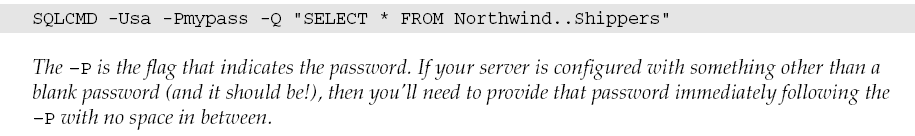 SQLCMD -Usa -Pmypass -Q "SELECT * FROM Northwind..Shippers"
The –P is the flag that indicates the password. If your server is configured with something other than a
blank password (and it should be!), then you'll need to provide that password immediately following the
–P with no space in between.